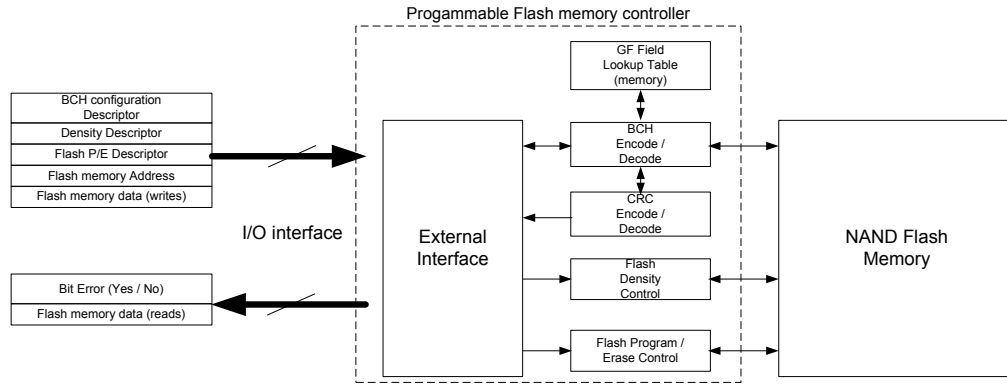 Progammable Flash memory controller
GF Field
Lookup Table
(memory)
BCH configuration
Descriptor
Density Descriptor
Flash P/E Descriptor
Flash memory Address
Flash memory data (writes)
BCH
Encode /
Decode
CRC
Encode /
Decode
I/O interface
External
Interface
NAND Flash
Memory
Flash
Density
Control
Bit Error (Yes / No)
Flash memory data (reads)
Flash Program /
Erase Control